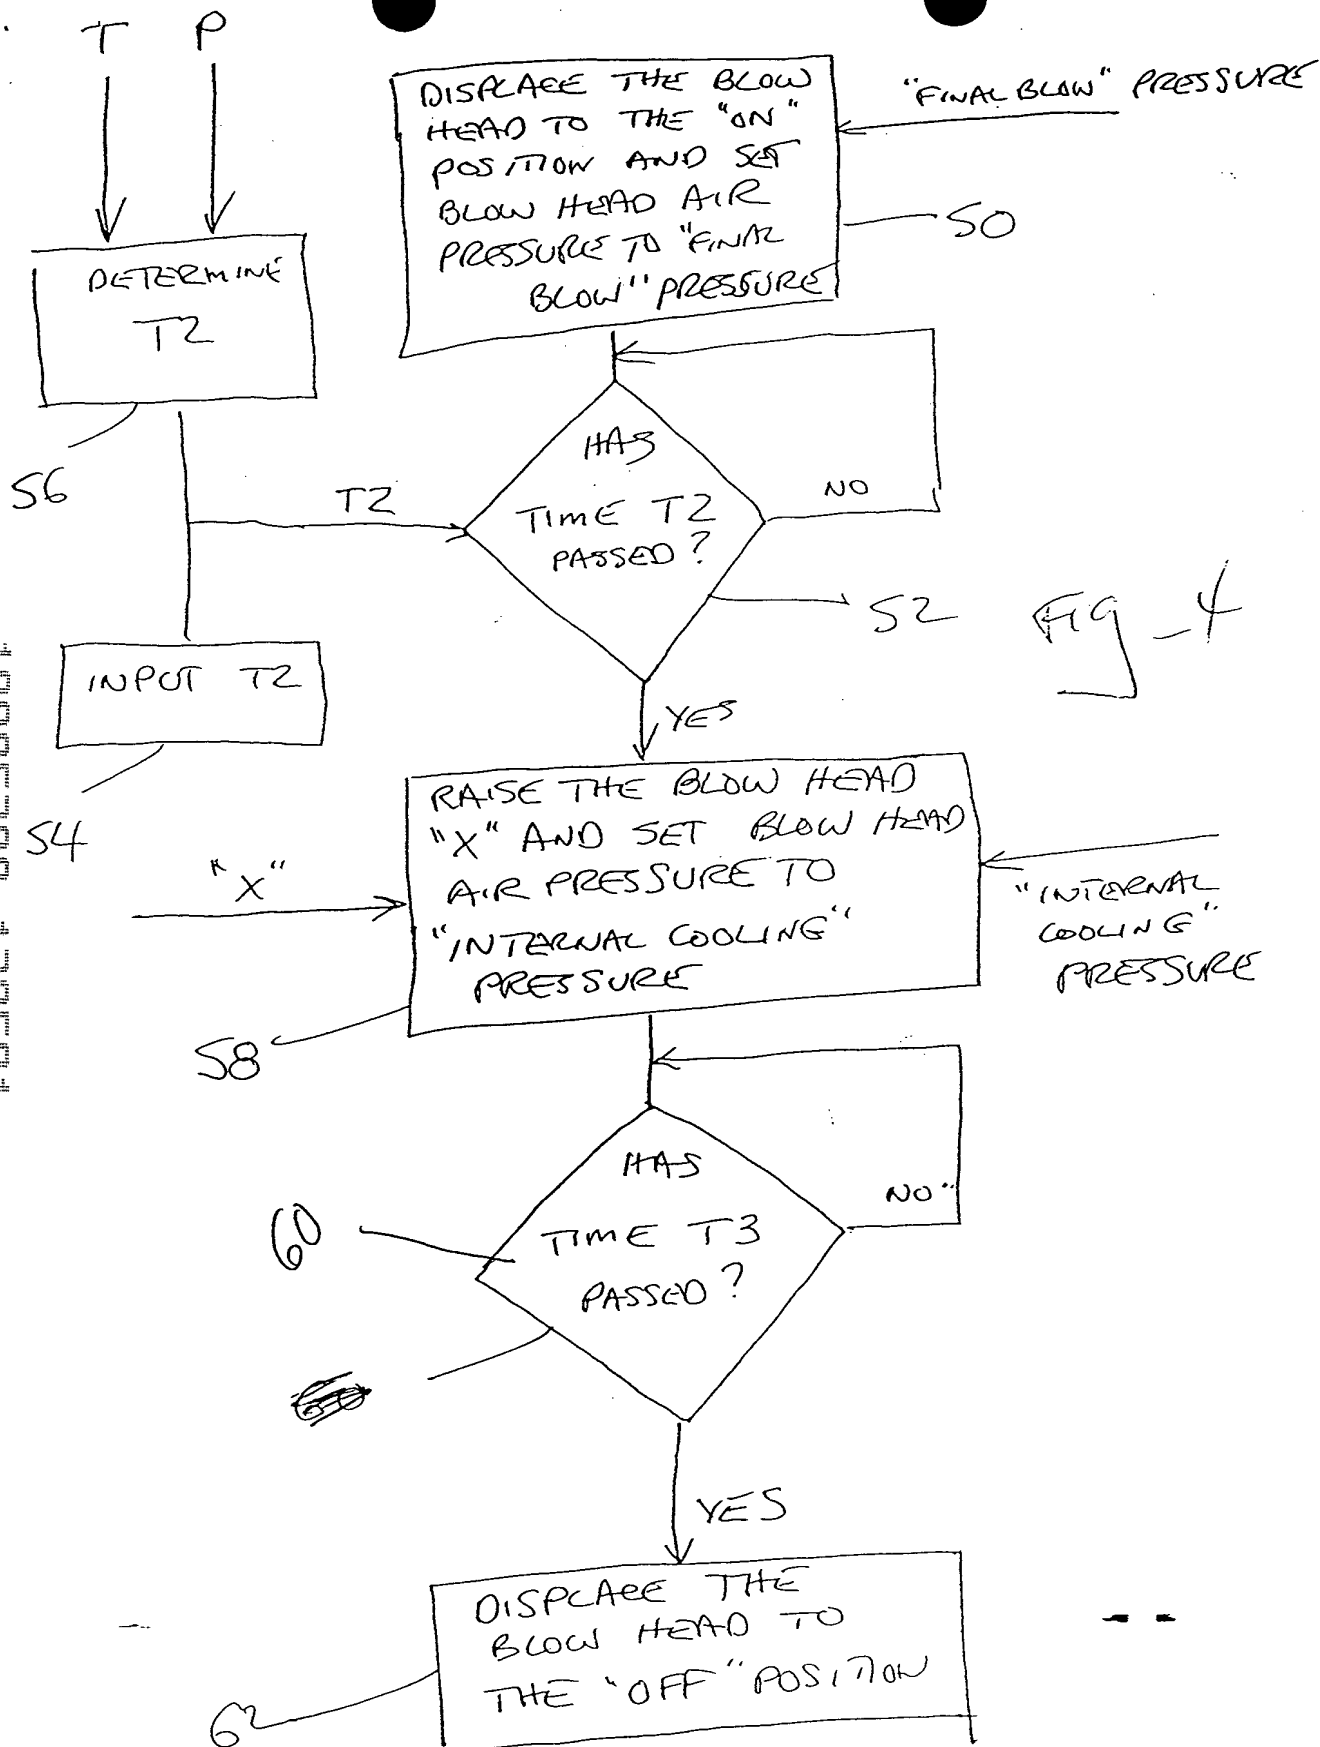 T P
DISPLACE THE BLOW
HEAD TO THE "ON"
POSITION AND SET
BLOW HEAD AIR
PRESSURE TO "FINAL
BLOW" PRESSURE
"FINAL BLOW" PRESSURE
50
DETERMINE
T2
56
T2
HAS
TIME T2
PASSED?
NO
52
Fig_4
INPUT T2
54
YES
RAISE THE BLOW HEAD
"X" AND SET BLOW HEAD
AIR PRESSURE TO
"INTERNAL COOLING"
PRESSURE
"X"
"INTERNAL
COOLING"
PRESSURE
58
HAS
TIME T3
PASSED?
NO
60
YES
DISPLACE THE
BLOW HEAD TO
THE "OFF" POSITION
62